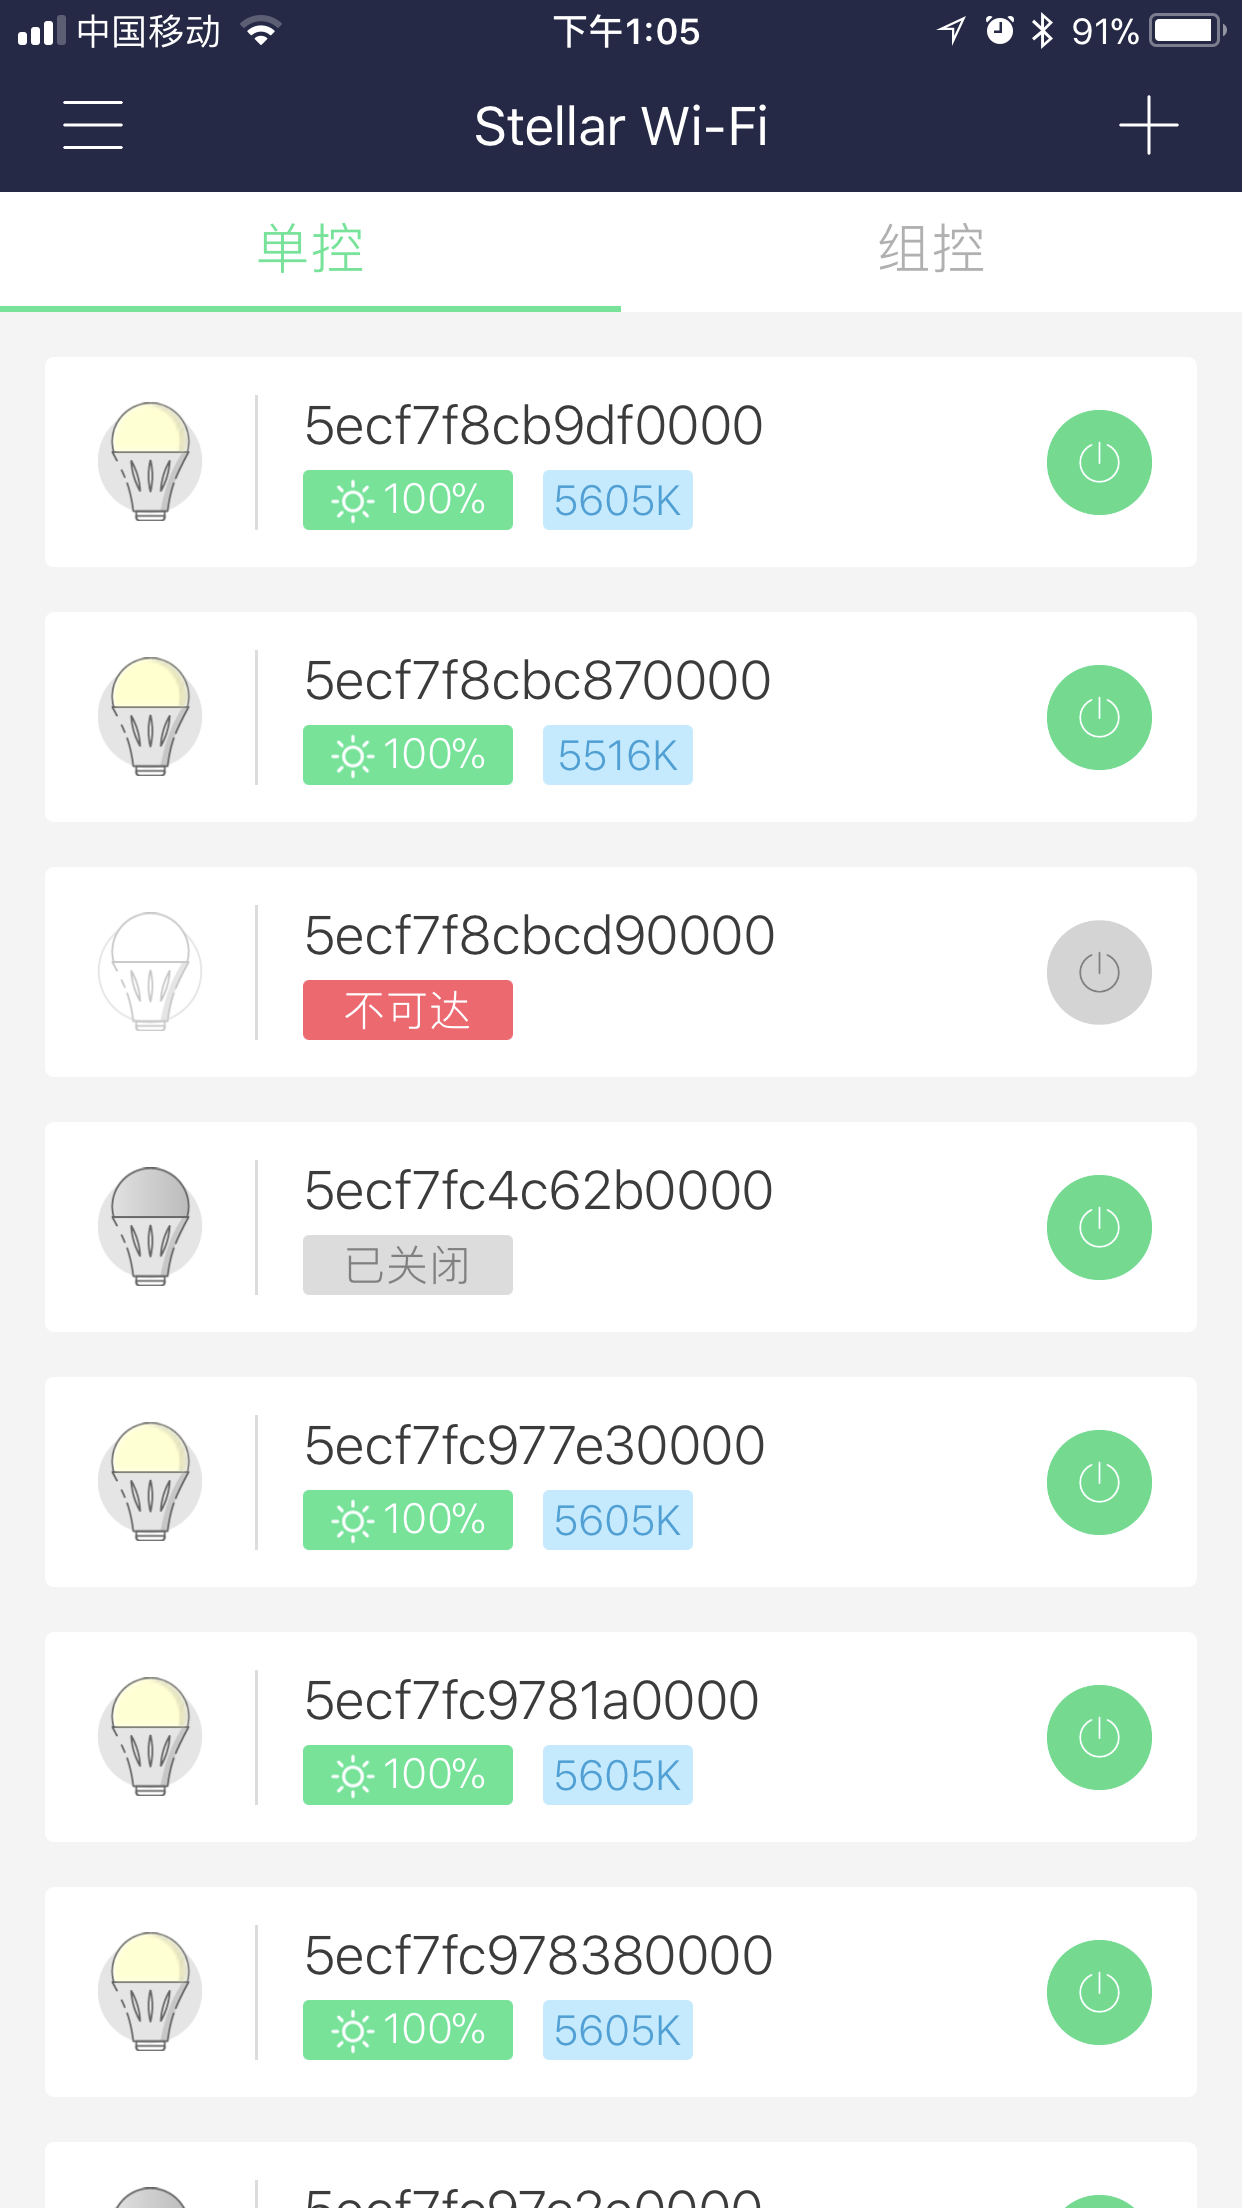 中国移动 下午1:05 91%
Stellar Wi-Fi
单控 组控
5ecf7f8cb9df0000
100% 5605K
5ecf7f8cbc870000
100% 5516K
5ecf7f8cbcd90000
不可达
5ecf7fc4c62b0000
已关闭
5ecf7fc977e30000
100% 5605K
5ecf7fc9781a0000
100% 5605K
5ecf7fc978380000
100% 5605K